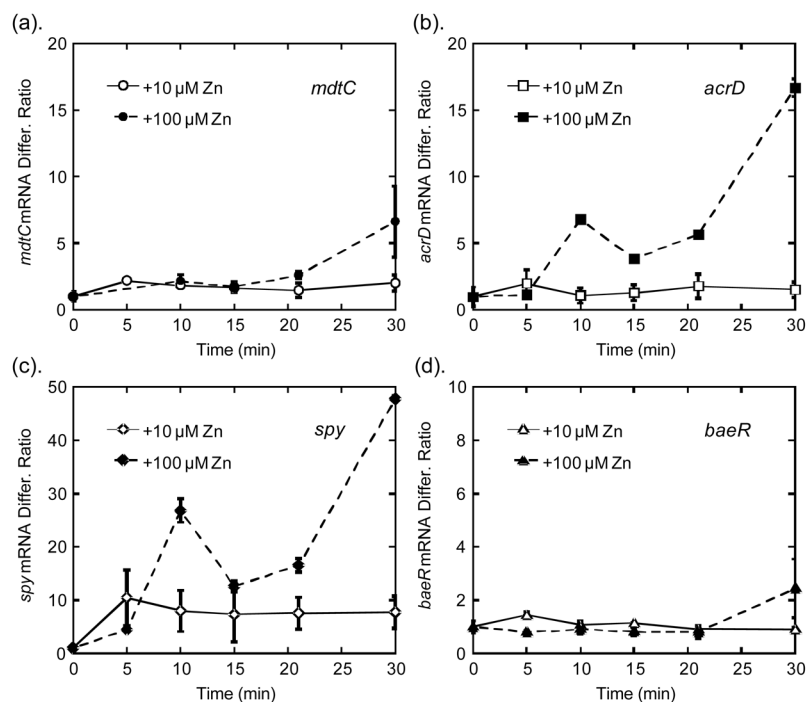 (a).
20
15
10
5
0
mdtC mRNA Differ. Ratio
+10 µM Zn
+100 µM Zn
mdtC
0 5 10 15 20 25 30
Time (min)
(b).
20
15
10
5
0
acrD mRNA Differ. Ratio
+10 µM Zn
+100 µM Zn
acrD
0 5 10 15 20 25 30
Time (min)
(c).
50
40
30
20
10
0
spy mRNA Differ. Ratio
+10 µM Zn
+100 µM Zn
spy
0 5 10 15 20 25 30
Time (min)
(d).
10
8
6
4
2
0
baeR mRNA Differ. Ratio
+10 µM Zn
+100 µM Zn
baeR
0 5 10 15 20 25 30
Time (min)